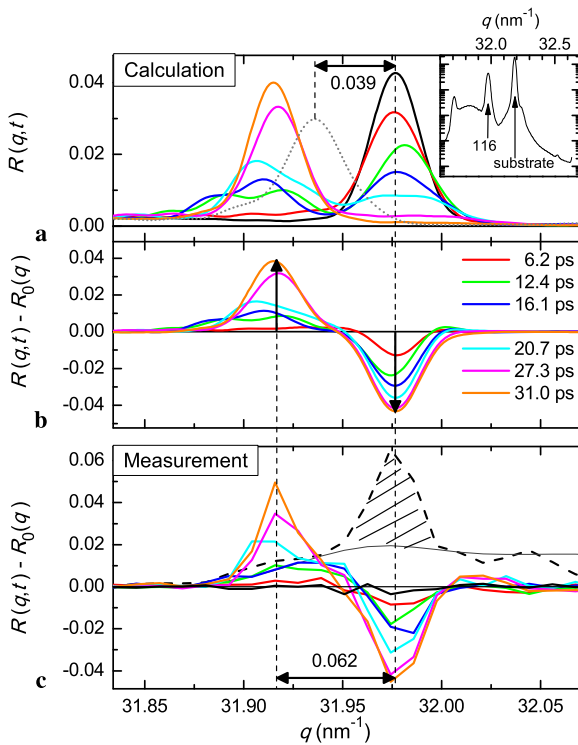 q (nm⁻¹)
32.0 32.5
Calculation
0.039
116
substrate
R (q,t)
0.04
0.02
0.00
a
R (q,t) - R₀(q)
0.04
0.02
0.000
-0.02
-0.04
6.2 ps
12.4 ps
16.1 ps
20.7 ps
27.3 ps
31.0 ps
b
Measurement
R (q,t) - R₀(q)
0.06
0.04
0.02
0.00
-0.02
-0.04
0.062
c
31.85 31.90 31.95 32.00 32.05
q (nm⁻¹)